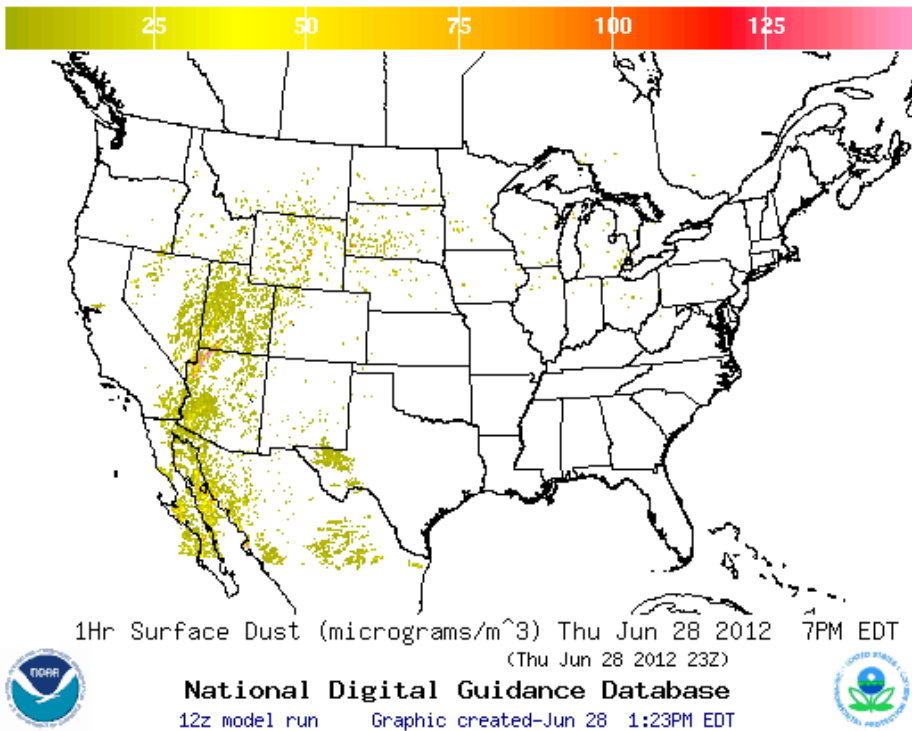 25 50 75 100 125
1Hr Surface Dust (micrograms/m^3) Thu Jun 28 2012 7PM EDT
(Thu Jun 28 2012 23Z)
NOAA
National Digital Guidance Database
12z model run Graphic created-Jun 28 1:23PM EDT